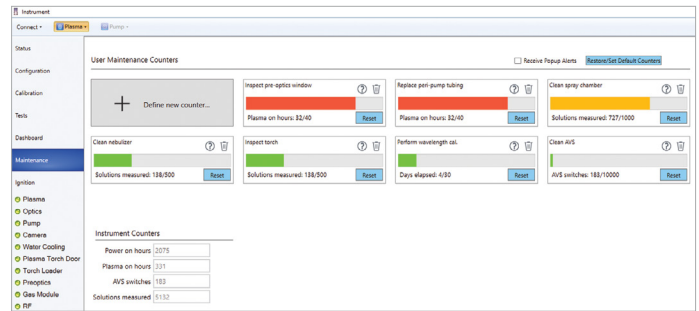 Instrument
Connect
Plasma
Pump
Status
Configuration
Calibration
Tests
Dashboard
Maintenance
Ignition
Plasma
Optics
Pump
Camera
Water Cooling
Plasma Torch Door
Torch Loader
Preoptics
Gas Module
RF
User Maintenance Counters
Receive Popup Alerts
Restore/Set Default Counters
Define new counter...
Inspect pre-optics window
Plasma on hours: 32/40
Reset
Replace peri-pump tubing
Plasma on hours: 32/40
Reset
Clean spray chamber
Solutions measured: 727/1000
Reset
Clean nebulizer
Solutions measured: 138/500
Reset
Inspect torch
Solutions measured: 138/500
Reset
Perform wavelength cal.
Days elapsed: 4/30
Reset
Clean AVS
AVS switches: 183/10000
Reset
Instrument Counters
Power on hours 2075
Plasma on hours 331
AVS switches 183
Solutions measured 5132